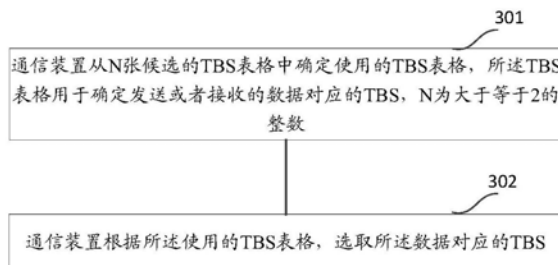 301
通信装置从N张候选的TBS表格中确定使用的TBS表格，所述TBS
表格用于确定发送或者接收的数据对应的TBS，N为大于等于2的
整数
302
通信装置根据所述使用的TBS表格，选取所述数据对应的TBS